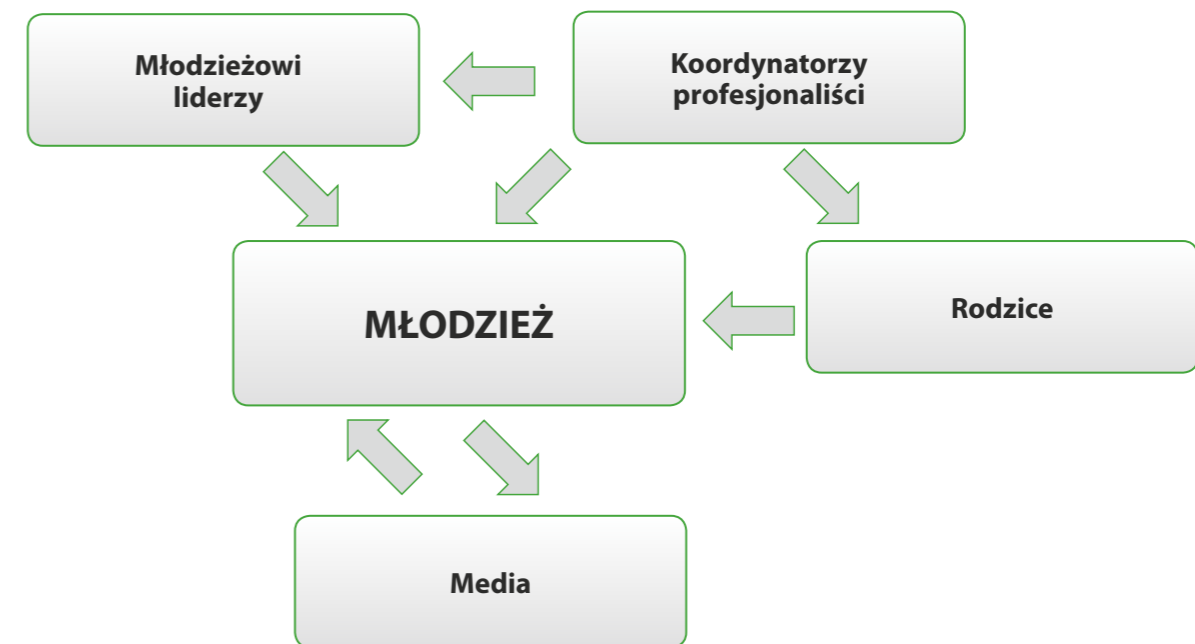 Młodzieżowi
liderzy
Koordynatorzy
profesjonaliści
MŁODZIEŻ
Rodzice
Media